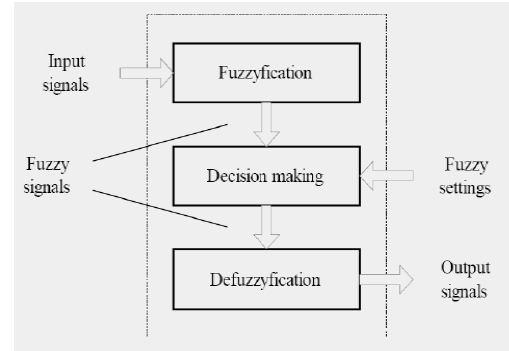 Input
signals
Fuzzyfication
Fuzzy
signals
Decision making
Fuzzy
settings
Defuzzyfication
Output
signals